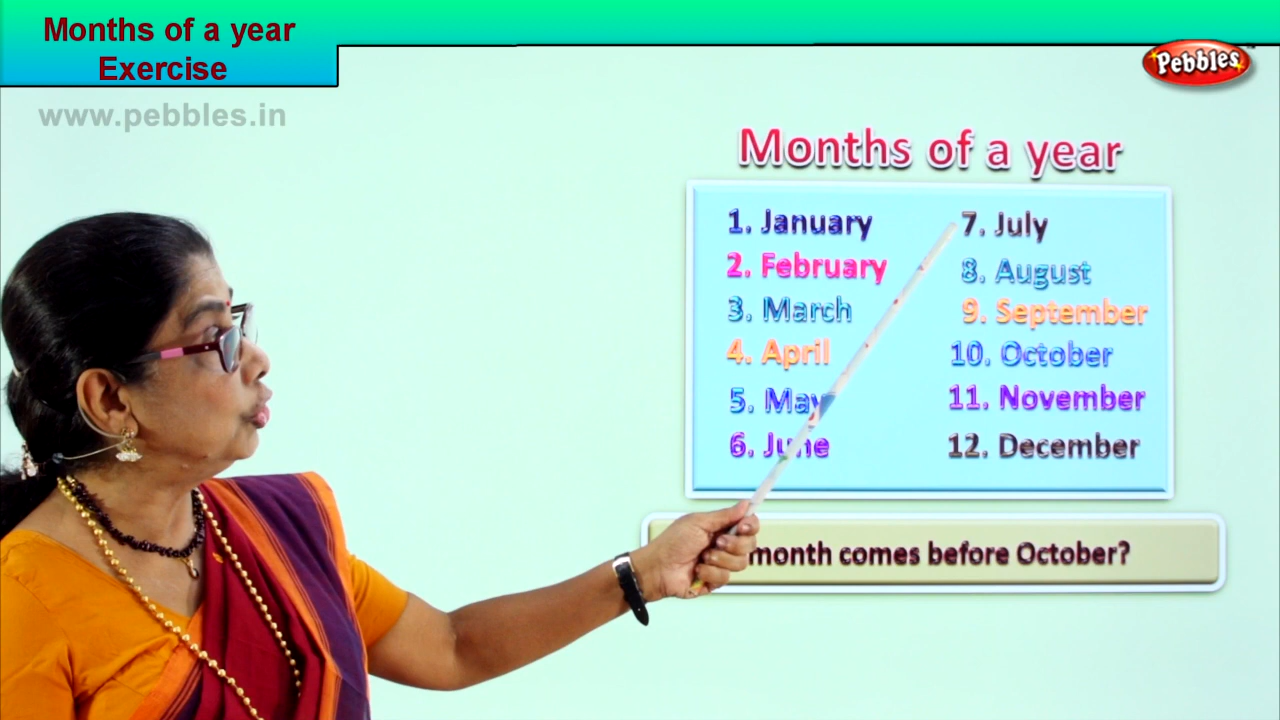 Months of a year
Exercise
Pebbles
www.pebbles.in
Months of a year
1. January
2. February
3. March
4. April
5. May
6. June
7. July
8. August
9. September
10. October
11. November
12. December
month comes before October?